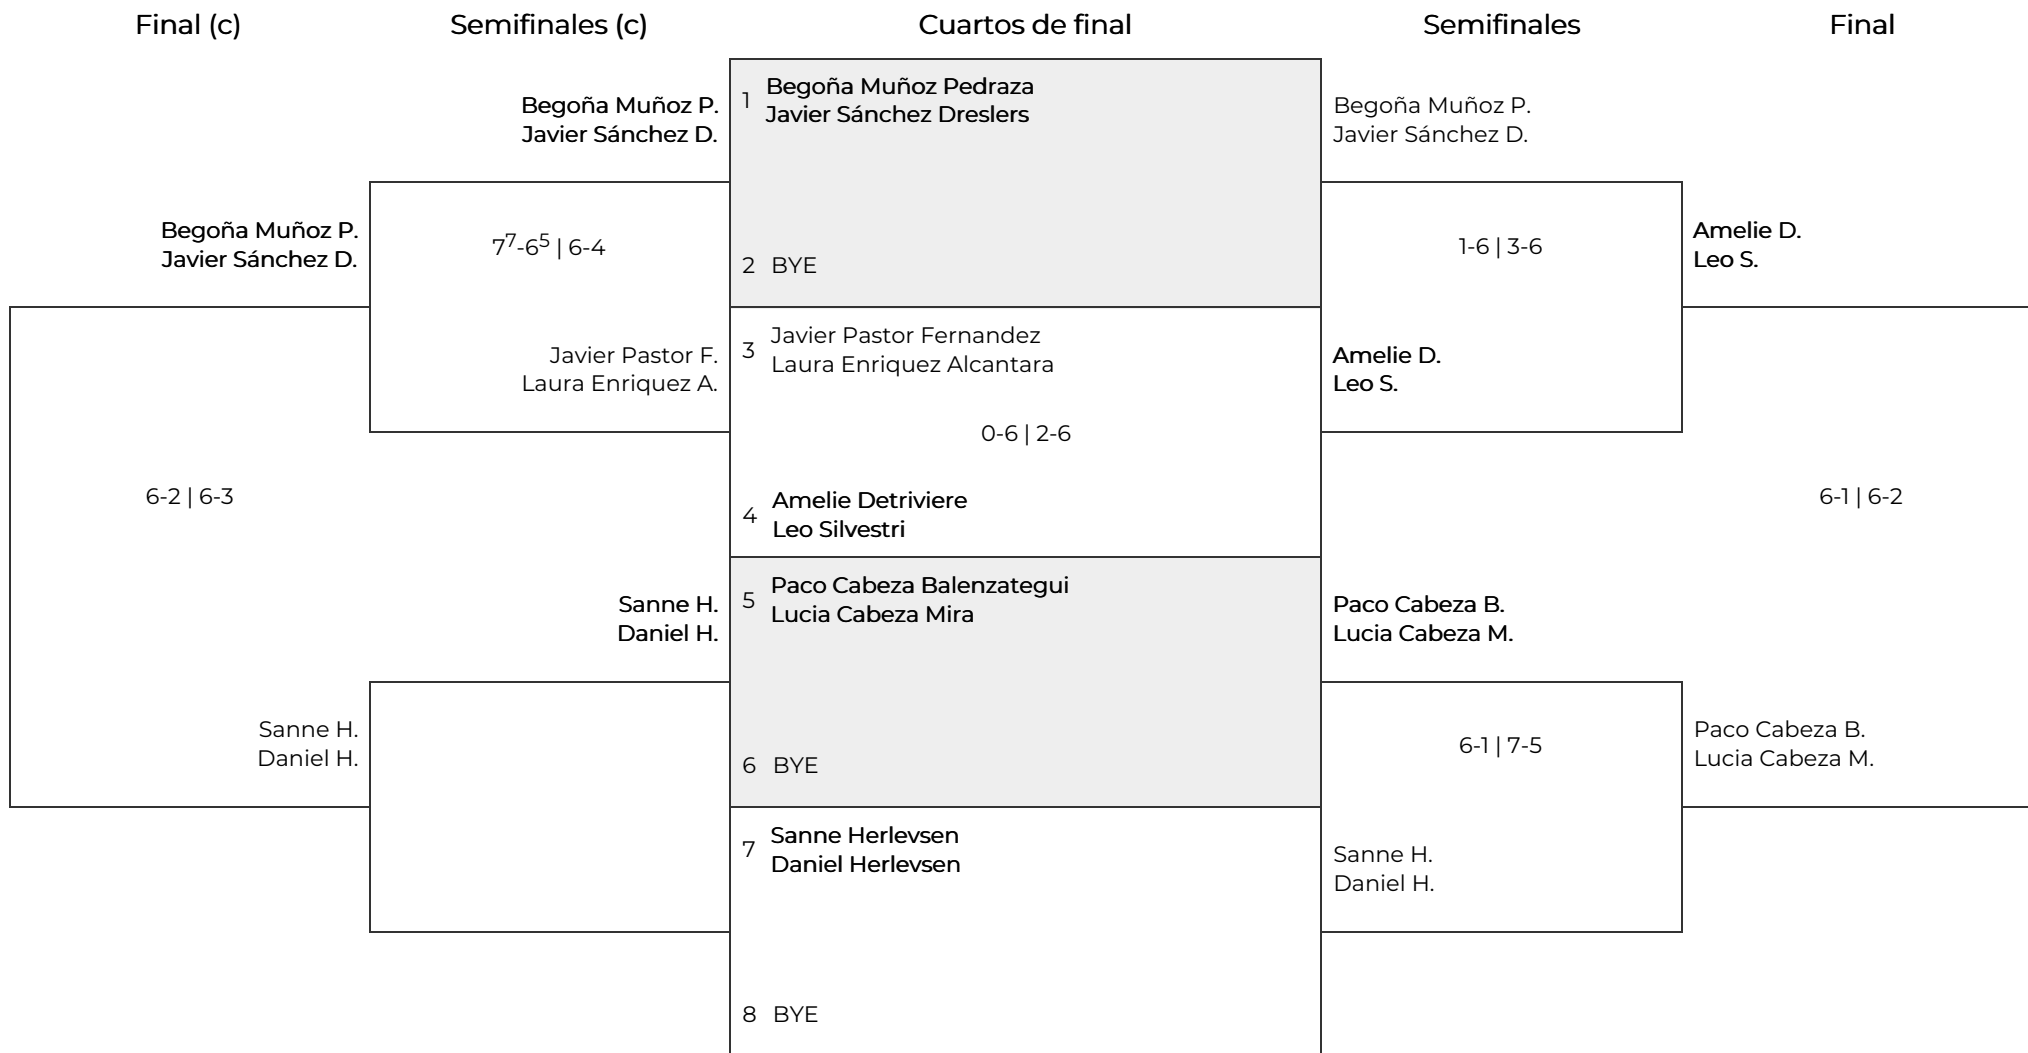 Final (c)
Semifinales (c)
Cuartos de final
Semifinales
Final
Begoña Muñoz P.
Javier Sánchez D.
6-2 | 6-3
Sanne H.
Daniel H.
Begoña Muñoz P.
Javier Sánchez D.
7⁷-6⁵ | 6-4
Javier Pastor F.
Laura Enriquez A.
Sanne H.
Daniel H.
1 Begoña Muñoz Pedraza
Javier Sánchez Dreslers
2 BYE
3 Javier Pastor Fernandez
Laura Enriquez Alcantara
0-6 | 2-6
4 Amelie Detriviere
Leo Silvestri
5 Paco Cabeza Balenzategui
Lucia Cabeza Mira
6 BYE
7 Sanne Herlevsen
Daniel Herlevsen
8 BYE
Begoña Muñoz P.
Javier Sánchez D.
1-6 | 3-6
Amelie D.
Leo S.
Paco Cabeza B.
Lucia Cabeza M.
6-1 | 7-5
Sanne H.
Daniel H.
Amelie D.
Leo S.
6-1 | 6-2
Paco Cabeza B.
Lucia Cabeza M.